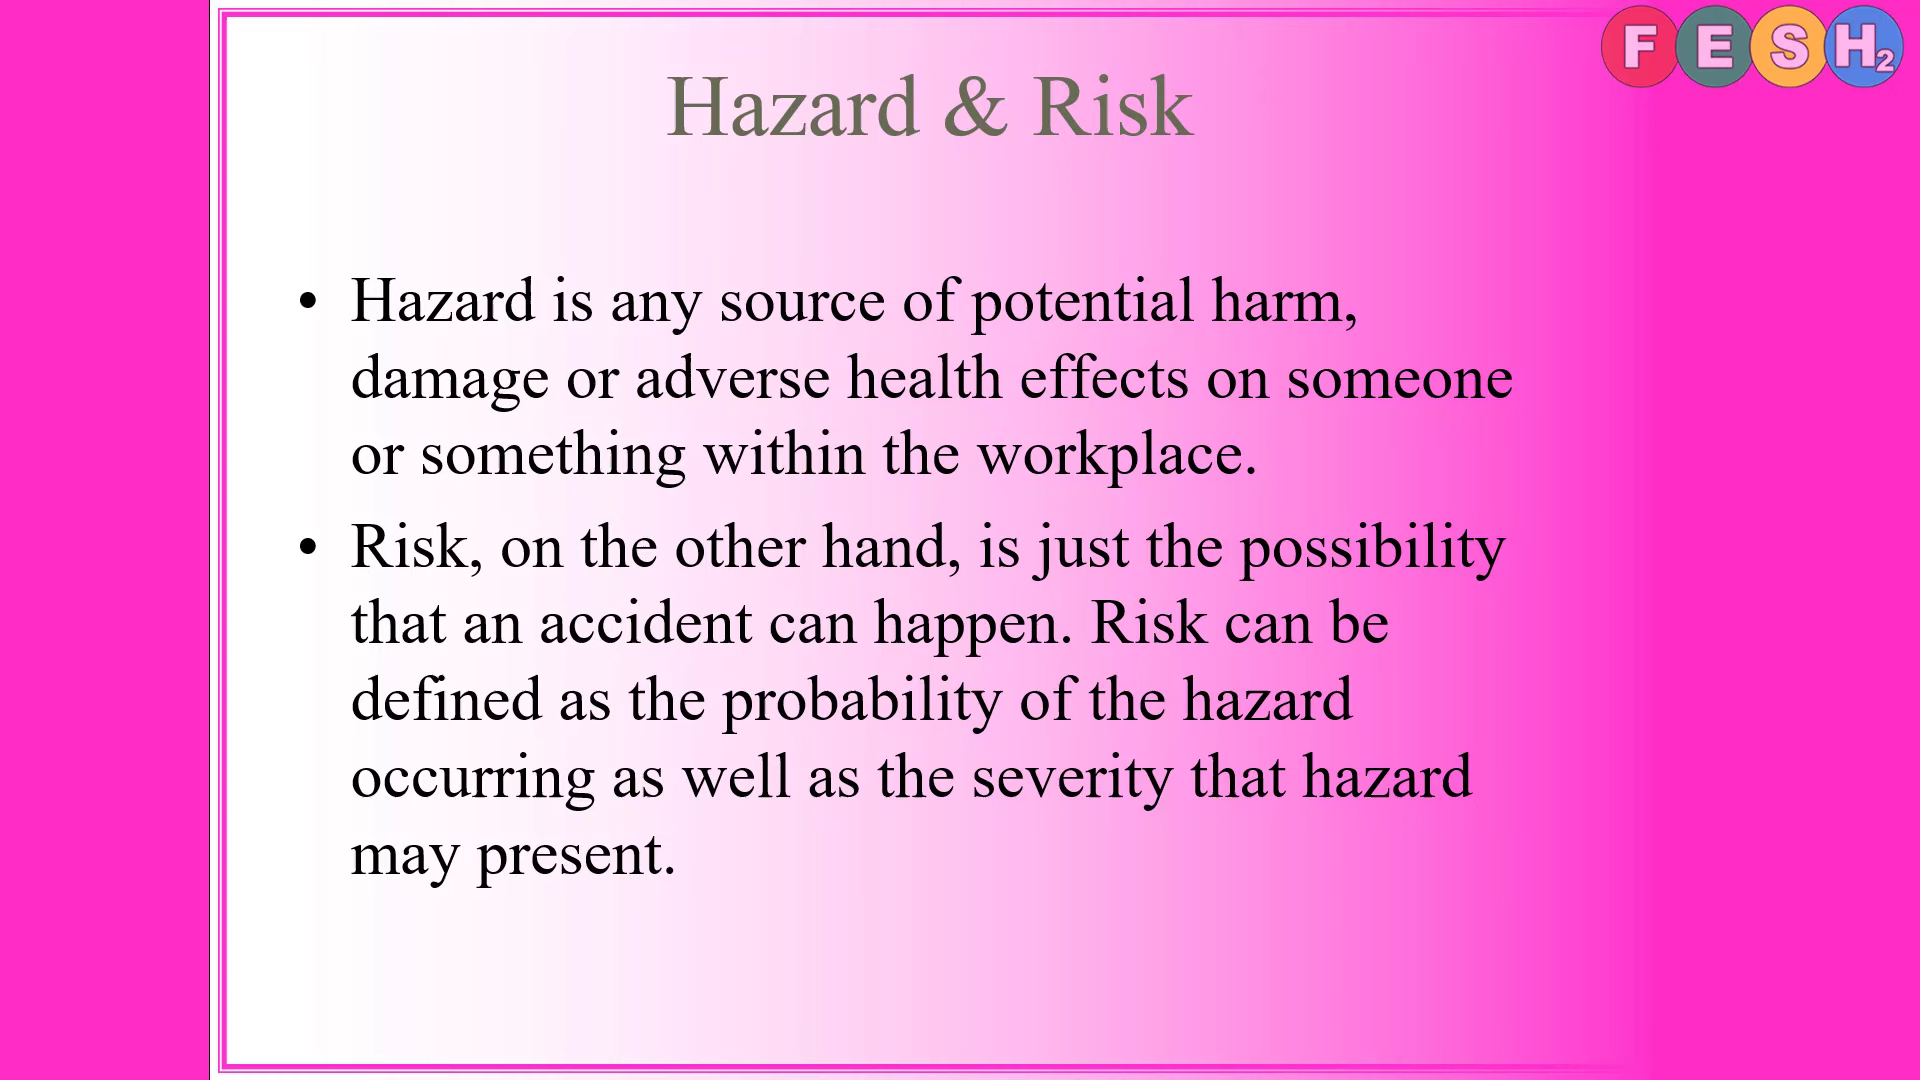 F E S H2
Hazard & Risk
• Hazard is any source of potential harm,
damage or adverse health effects on someone
or something within the workplace.
• Risk, on the other hand, is just the possibility
that an accident can happen. Risk can be
defined as the probability of the hazard
occurring as well as the severity that hazard
may present.